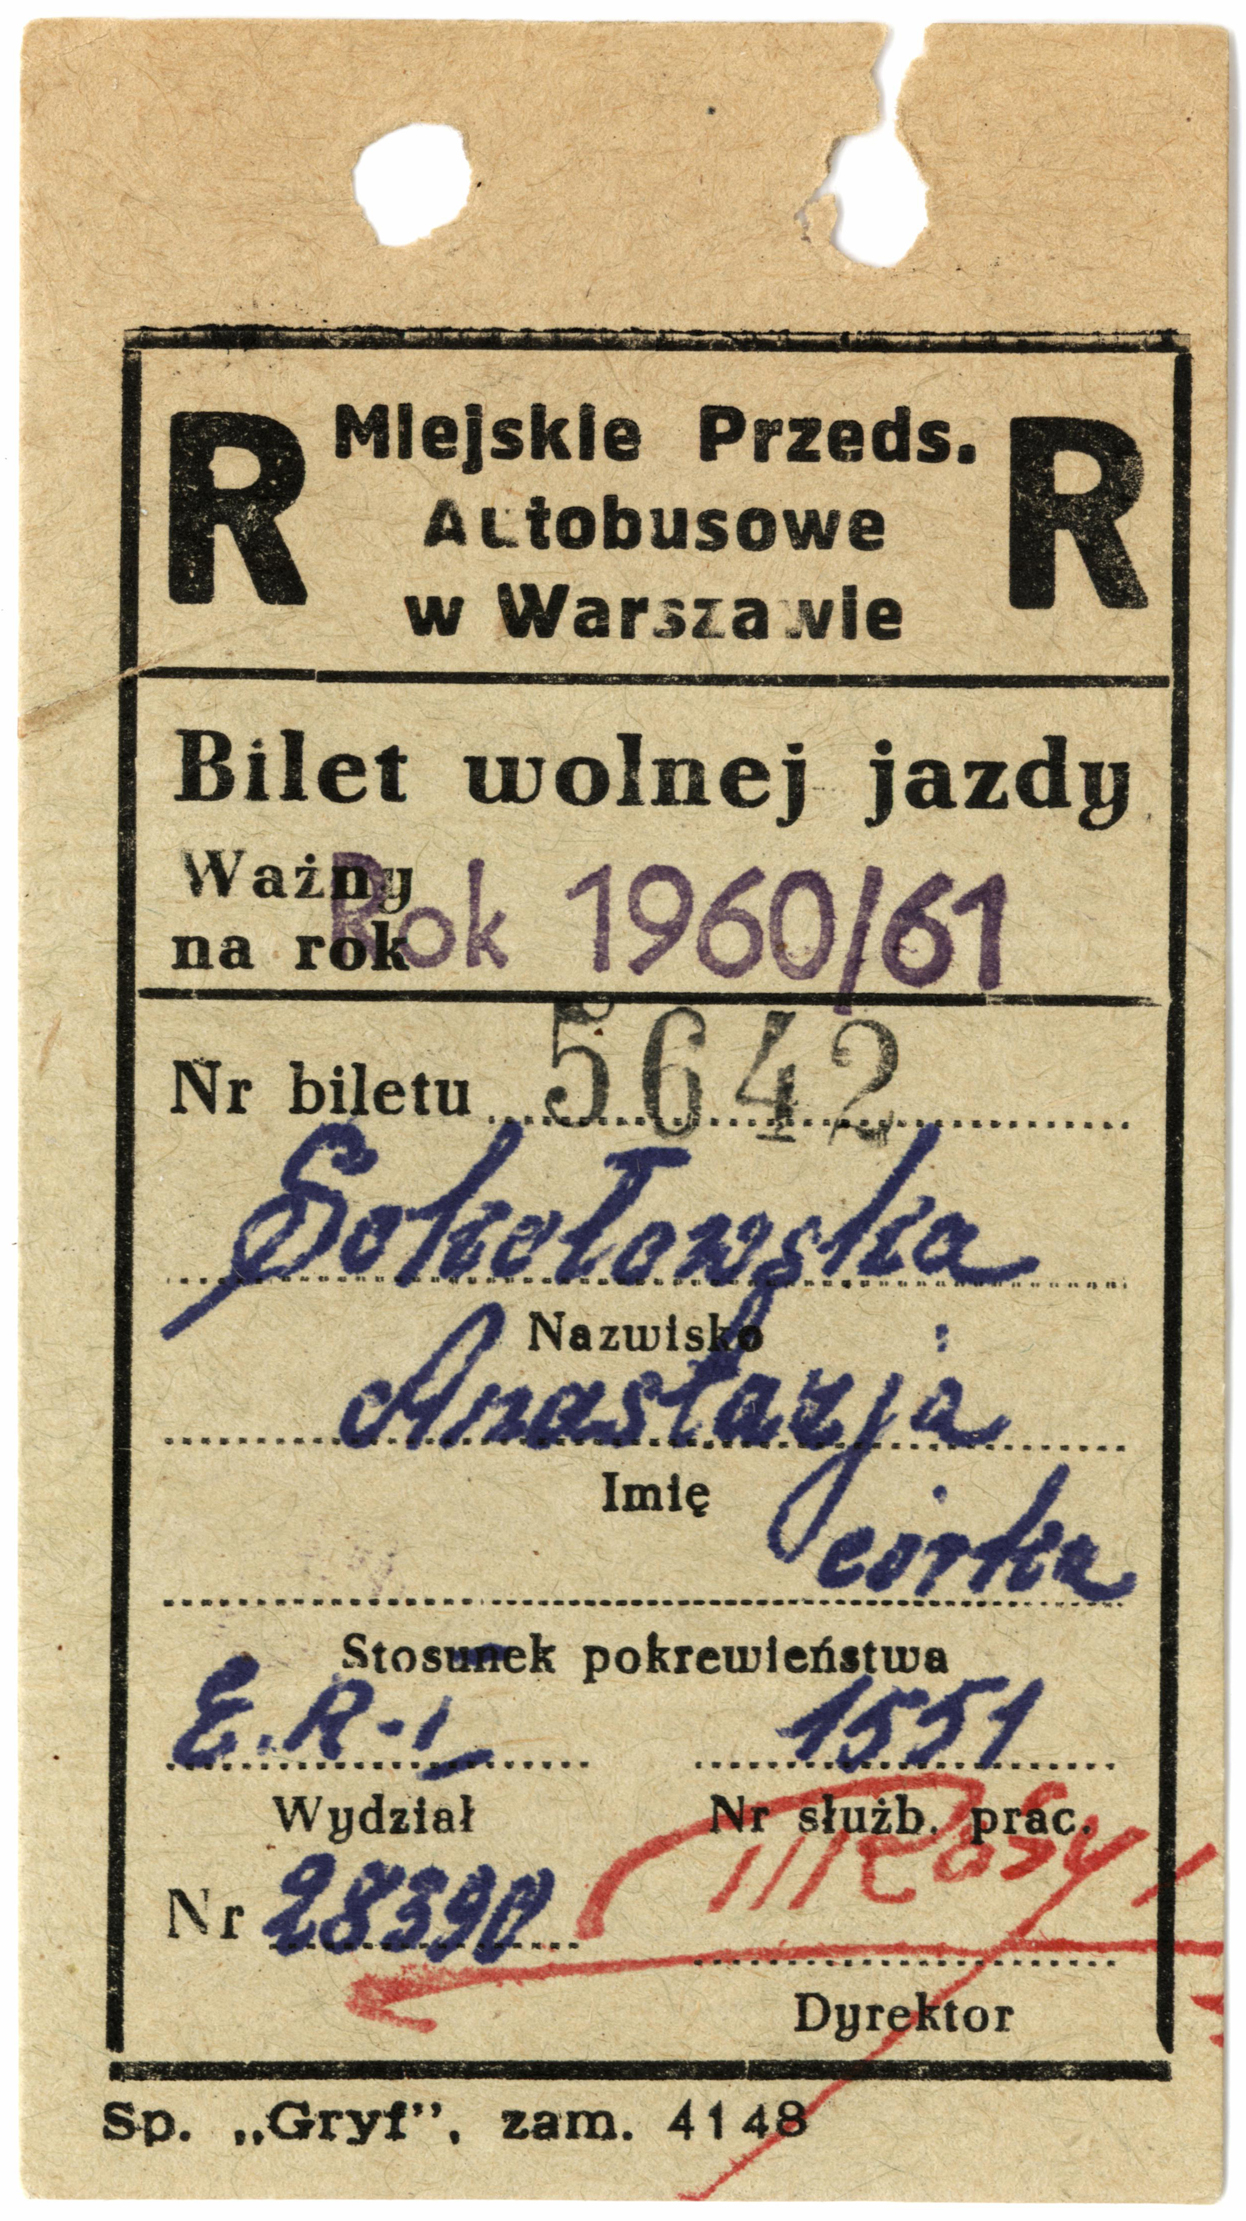 R Miejskie Przeds. R
Autobusowe
w Warszawie
Bilet wolnej jazdy
Ważny
na rok Rok 1960/61
Nr biletu 5642
Sokołowska
Nazwisko
Anastazja
Imię
córka
Stosunek pokrewieństwa
E.R-1 1551
Wydział Nr służb. prac.
Nr 28390
Dyrektor
Sp. „Gryf”, zam. 4148